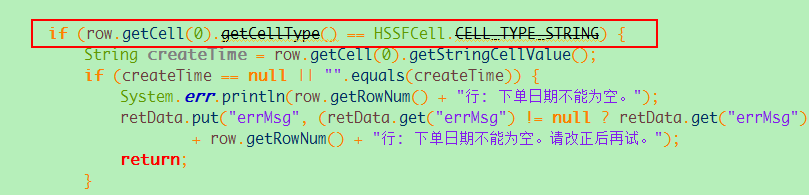 if (row.getCell(0).getCellType() == HSSFCell.CELL_TYPE_STRING) {
String createTime = row.getCell(0).getStringCellValue();
if (createTime == null || "".equals(createTime)) {
System.err.println(row.getRowNum() + "行: 下单日期不能为空。");
retData.put("errMsg", (retData.get("errMsg") != null ? retData.get("errMsg")
+ row.getRowNum() + "行: 下单日期不能为空。请改正后再试。");
return;
}